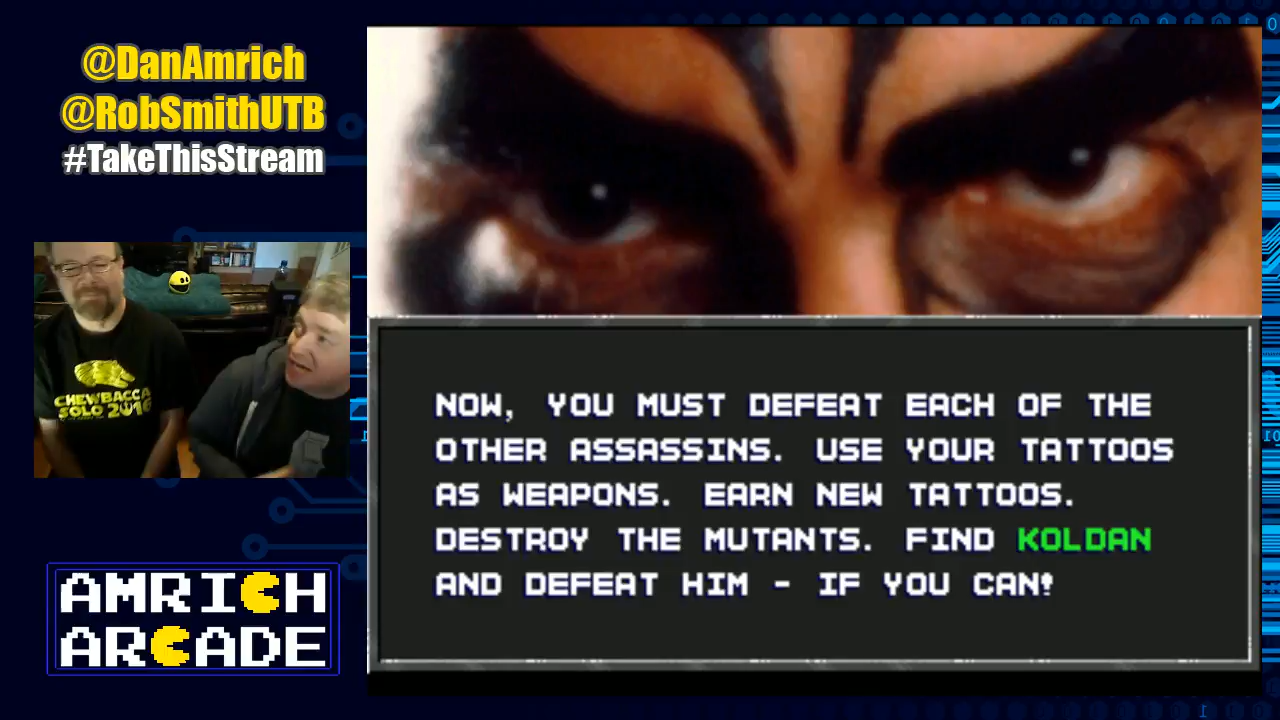 @DanAmrich
@RobSmithUTB
#TakeThisStream
CHEWBACCA
SOLO 2016
AMRICH
ARCADE
NOW, YOU MUST DEFEAT EACH OF THE
OTHER ASSASSINS. USE YOUR TATTOOS
AS WEAPONS. EARN NEW TATTOOS.
DESTROY THE MUTANTS. FIND KOLDAN
AND DEFEAT HIM - IF YOU CAN!